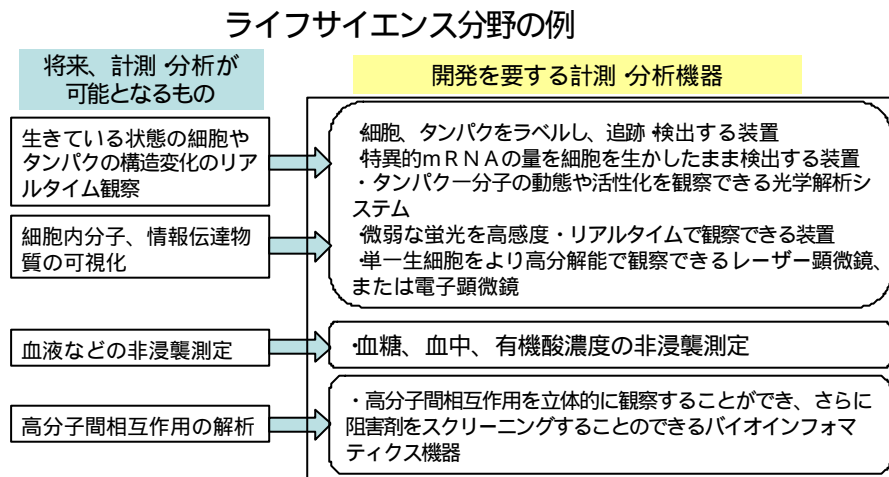 ライフサイエンス分野の例
将来、計測・分析が
可能となるもの
開発を要する計測・分析機器
生きている状態の細胞や
タンパクの構造変化のリア
ルタイム観察
細胞内分子、情報伝達物
質の可視化
・細胞、タンパクをラベルし、追跡・検出する装置
・特異的mRNAの量を細胞を生かしたまま検出する装置
・タンパク一分子の動態や活性化を観察できる光学解析シ
ステム
・微弱な蛍光を高感度・リアルタイムで観察できる装置
・単一生細胞をより高分解能で観察できるレーザー顕微鏡、
または電子顕微鏡
血液などの非浸襲測定
・血糖、血中、有機酸濃度の非浸襲測定
高分子間相互作用の解析
・高分子間相互作用を立体的に観察することができ、さらに
阻害剤をスクリーニングすることのできるバイオインフォマ
ティクス機器